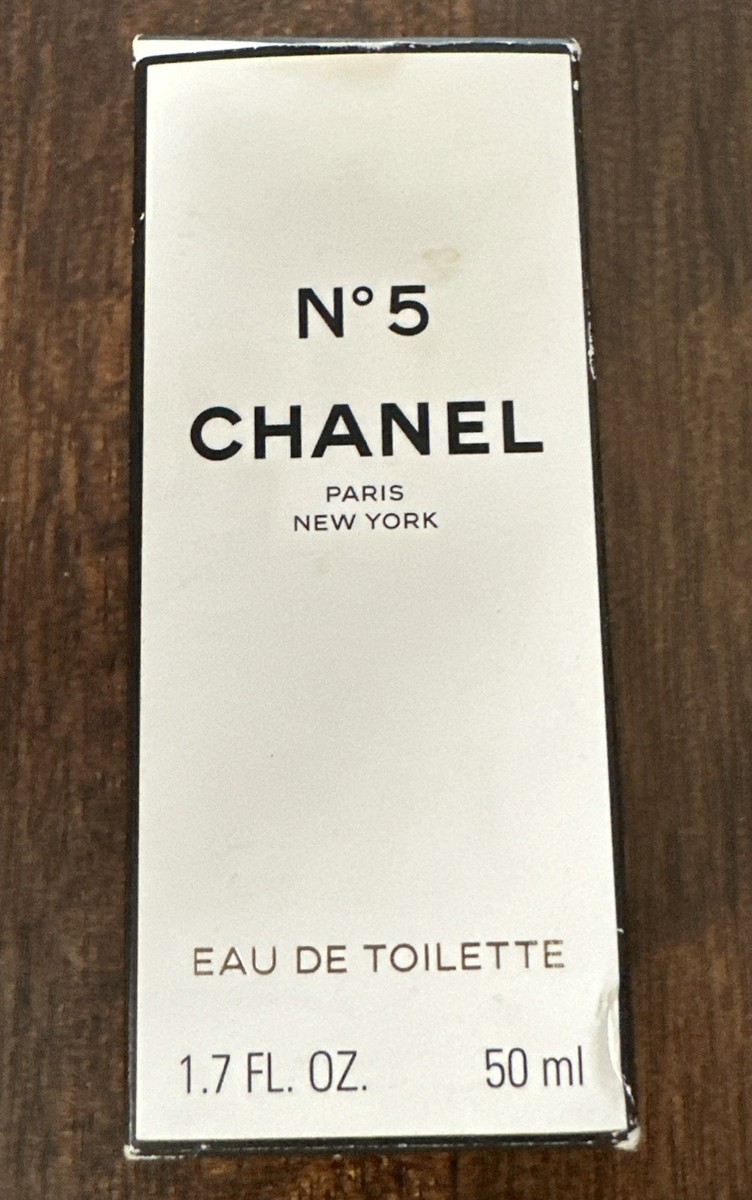 N°5
CHANEL
PARIS
NEW YORK
EAU DE TOILETTE
1.7 FL. OZ. 50 ml